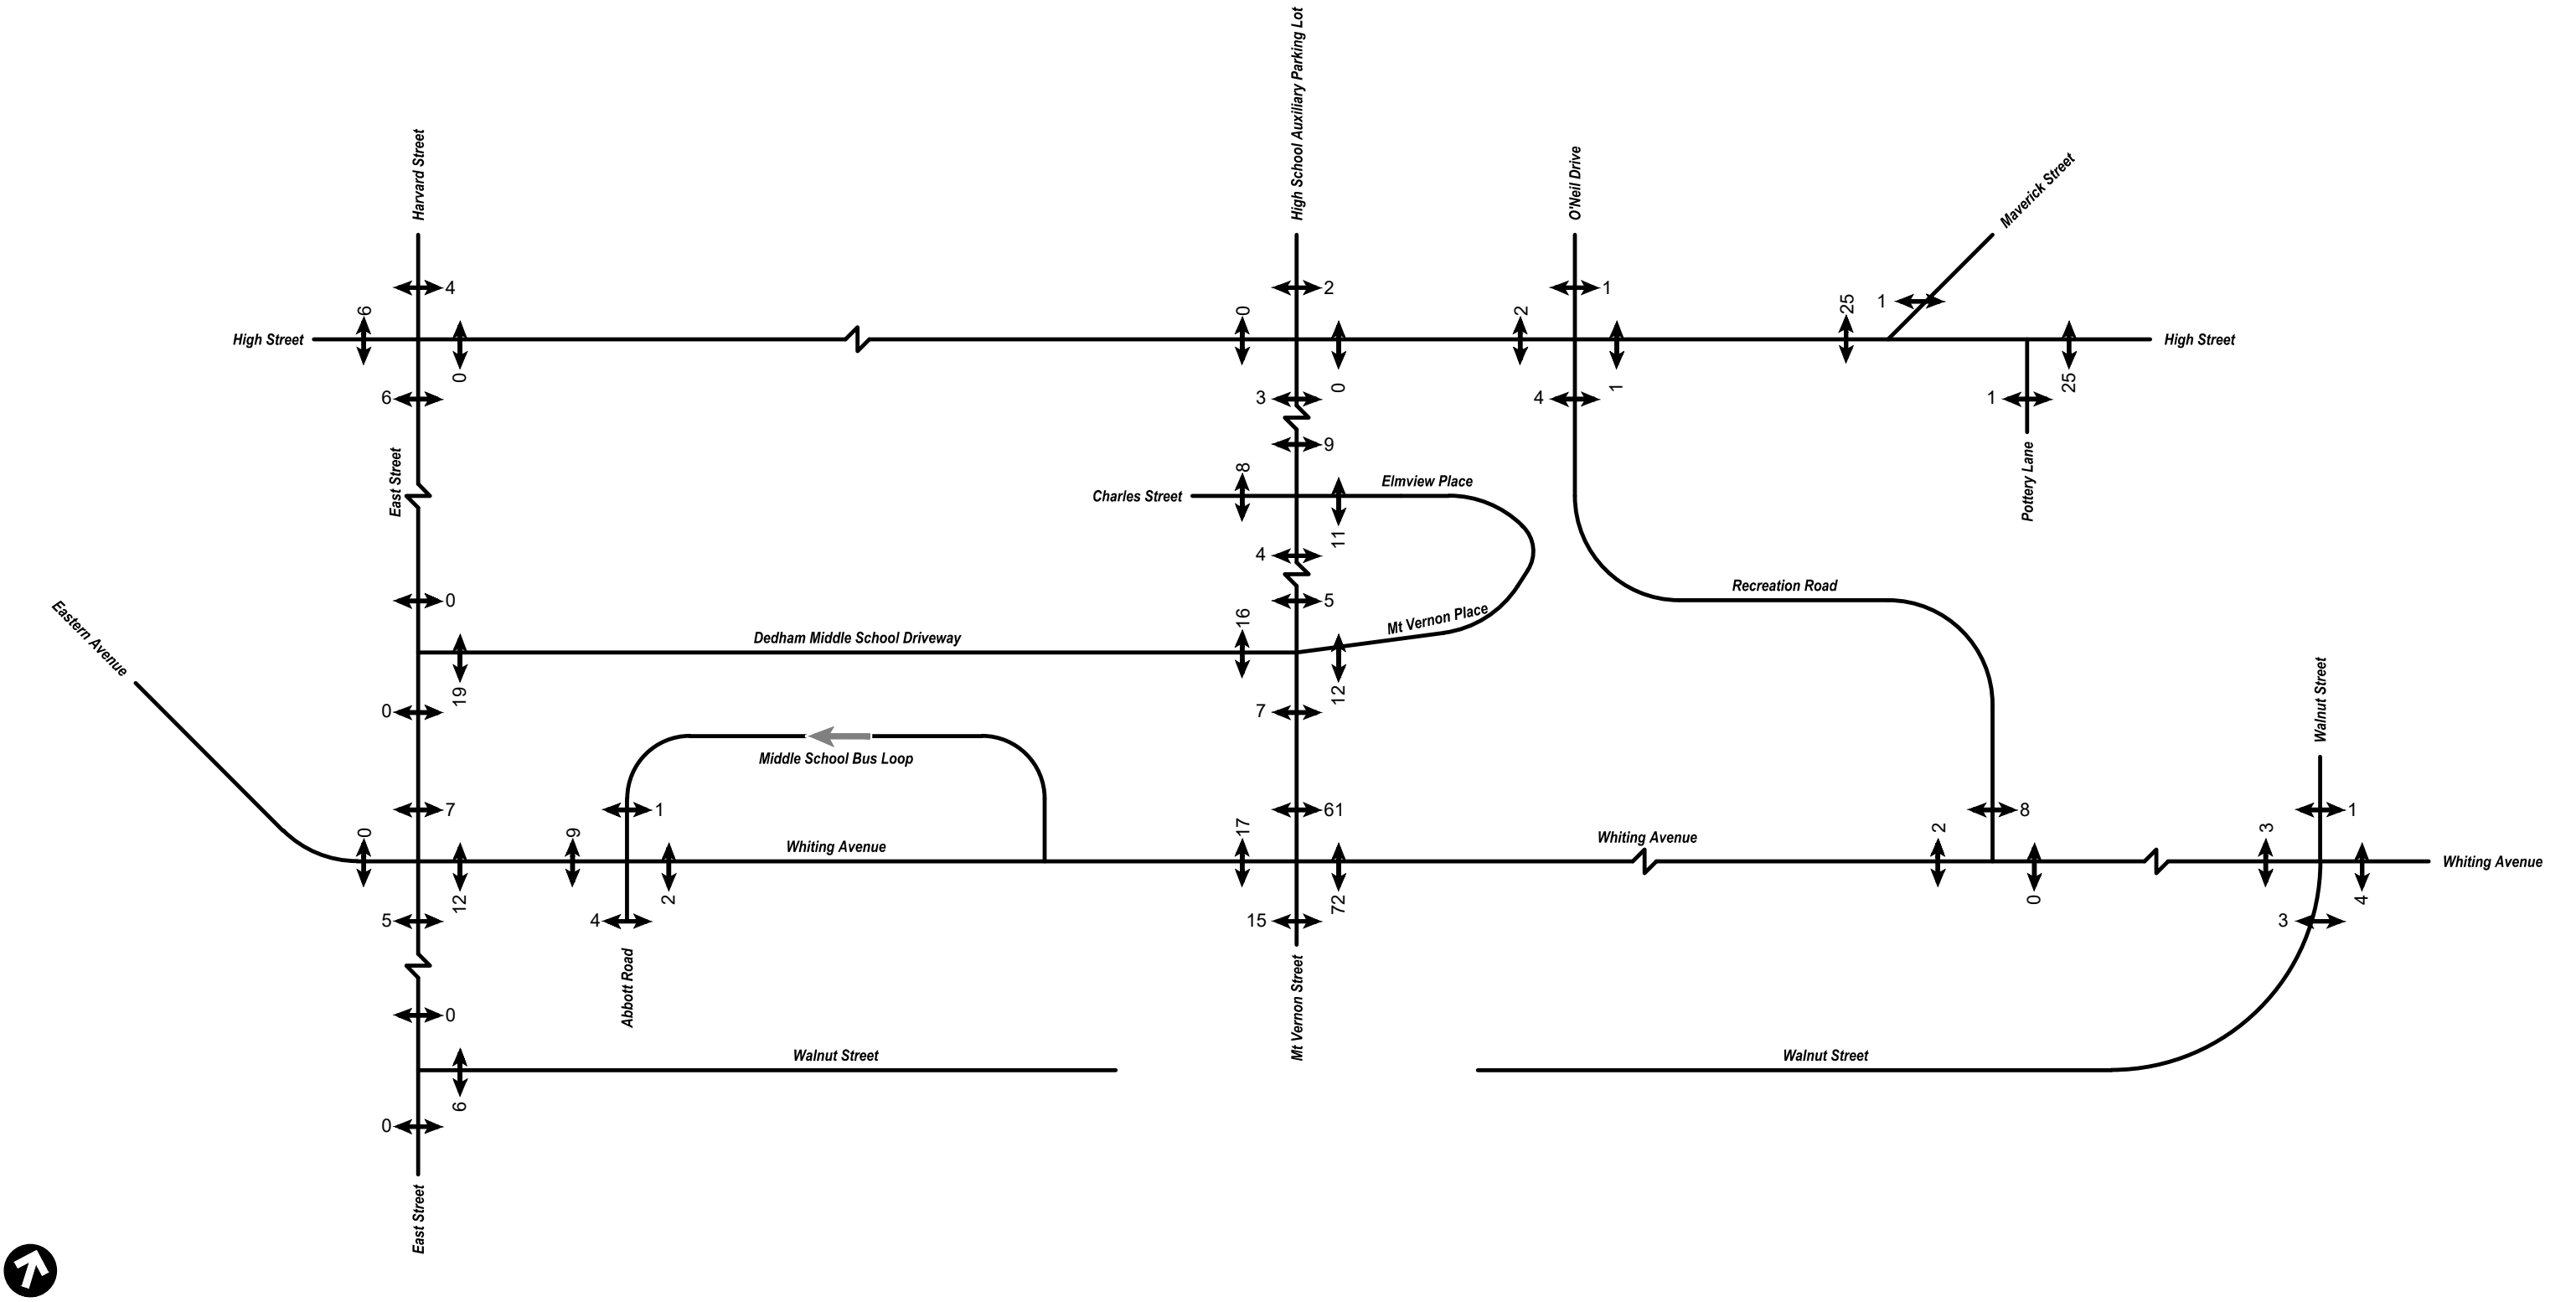 High School Auxiliary Parking Lot
Harvard Street
O'Neil Drive
Maverick Street
4
2
1
1
6
0
2
25
High Street
High Street
0
0
1
25
6
3
4
1
9
East Street
Pottery Lane
8
Charles Street
Elmview Place
11
4
Recreation Road
0
5
16
Mt Vernon Place
Eastern Avenue
Dedham Middle School Driveway
19
12
0
7
Walnut Street
Middle School Bus Loop
7
1
61
8
1
0
9
17
2
3
Whiting Avenue
Whiting Avenue
Whiting Avenue
12
2
72
0
4
5
4
15
3
Abbott Road
Mt Vernon Street
0
Walnut Street
Walnut Street
6
0
East Street